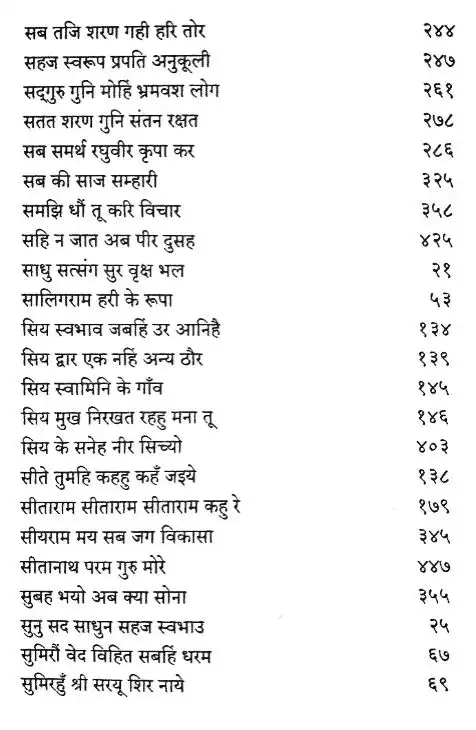 सब तजि शरण गही हरि तोर २४४
सहज स्वरूप प्रपति अनुकूली २४७
सद्गुरु गुनि मोहिं भ्रमवश लोग २६१
सतत शरण गुनि संतन रक्षत २७८
सब समर्थ रघुवीर कृपा कर २८६
सब की साज सम्हारी ३२५
समझि धौं तू करि विचार ३५८
सहि न जात अब पीर दुसह ४२५
साधु सत्संग सुर वृक्ष भल २१
सालिगराम हरी के रूपा ५३
सिय स्वभाव जबहिं उर आनिहै १३४
सिय द्वार एक नहिं अन्य ठौर १३९
सिय स्वामिनि के गाँव १४५
सिय मुख निरखत रहहु मना तू १४६
सिय के सनेह नीर सिच्यो ४०३
सीते तुमहि कहहु कहँ जइये १३८
सीताराम सीताराम सीताराम कहु रे १७९
सीयराम मय सब जग विकासा ३४५
सीतानाथ परम गुरु मोरे ४४७
सुबह भयो अब क्या सोना ३५५
सुनु सद साधुन सहज स्वभाउ २५
सुमिरौं वेद विहित सबहिं धरम ६७
सुमिरहुँ श्री सरयू शिर नाये ६९